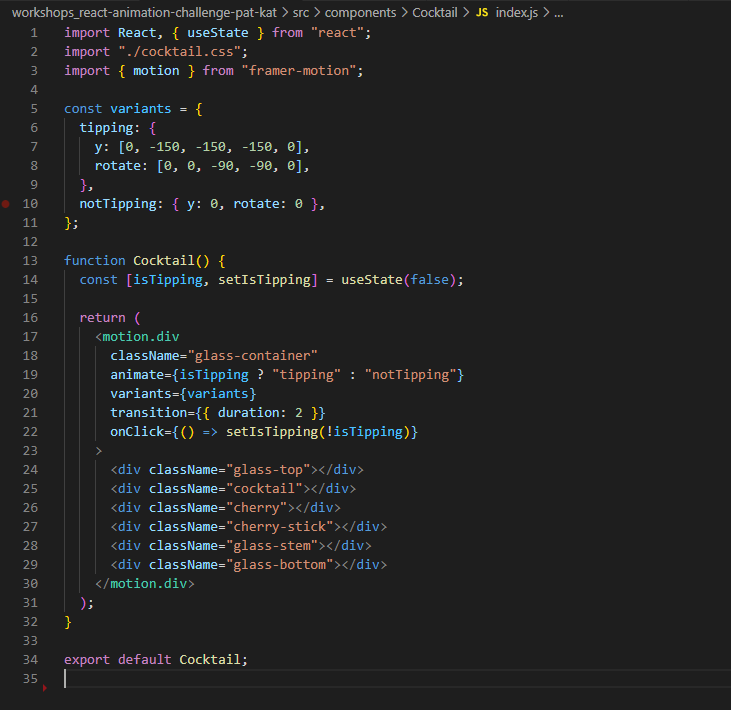 workshops_react-animation-challenge-pat-kat > src > components > Cocktail > JS index.js > ...
1 import React, { useState } from "react";
2 import "./cocktail.css";
3 import { motion } from "framer-motion";
4
5 const variants = {
6   tipping: {
7     y: [0, -150, -150, -150, 0],
8     rotate: [0, 0, -90, -90, 0],
9   },
10   notTipping: { y: 0, rotate: 0 },
11 };
12
13 function Cocktail() {
14   const [isTipping, setIsTipping] = useState(false);
15
16   return (
17     <motion.div
18       className="glass-container"
19       animate={isTipping ? "tipping" : "notTipping"}
20       variants={variants}
21       transition={{ duration: 2 }}
22       onClick={() => setIsTipping(!isTipping)}
23     >
24       <div className="glass-top"></div>
25       <div className="cocktail"></div>
26       <div className="cherry"></div>
27       <div className="cherry-stick"></div>
28       <div className="glass-stem"></div>
29       <div className="glass-bottom"></div>
30     </motion.div>
31   );
32 }
33
34 export default Cocktail;
35